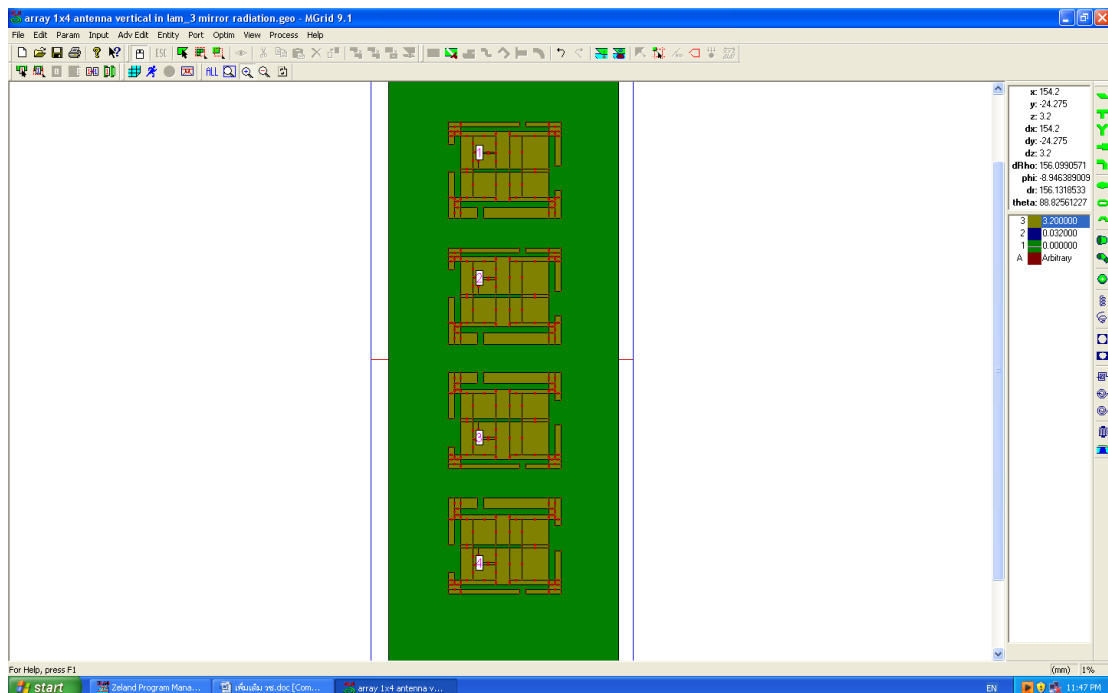 array 1x4 antenna vertical in lam_3 mirror radiation.geo - MGrid 9.1
File Edit Param Input Adv Edit Entity Port Optim View Process Help
ESC
ALL
x: 154.2
y: -24.275
z: 3.2
dx: 154.2
dy: -24.275
dz: 3.2
dRho: 156.0990571
phi: -8.946389009
dr: 156.1318533
theta: 88.82561227
3 3.200000
2 0.032000
1 0.000000
A Arbitrary
1
2
3
4
For Help, press F1
(mm) 1%
start Zeland Program Mana... เพิ่มเติม วช.doc [Com... array 1x4 antenna v... EN 11:47 PM